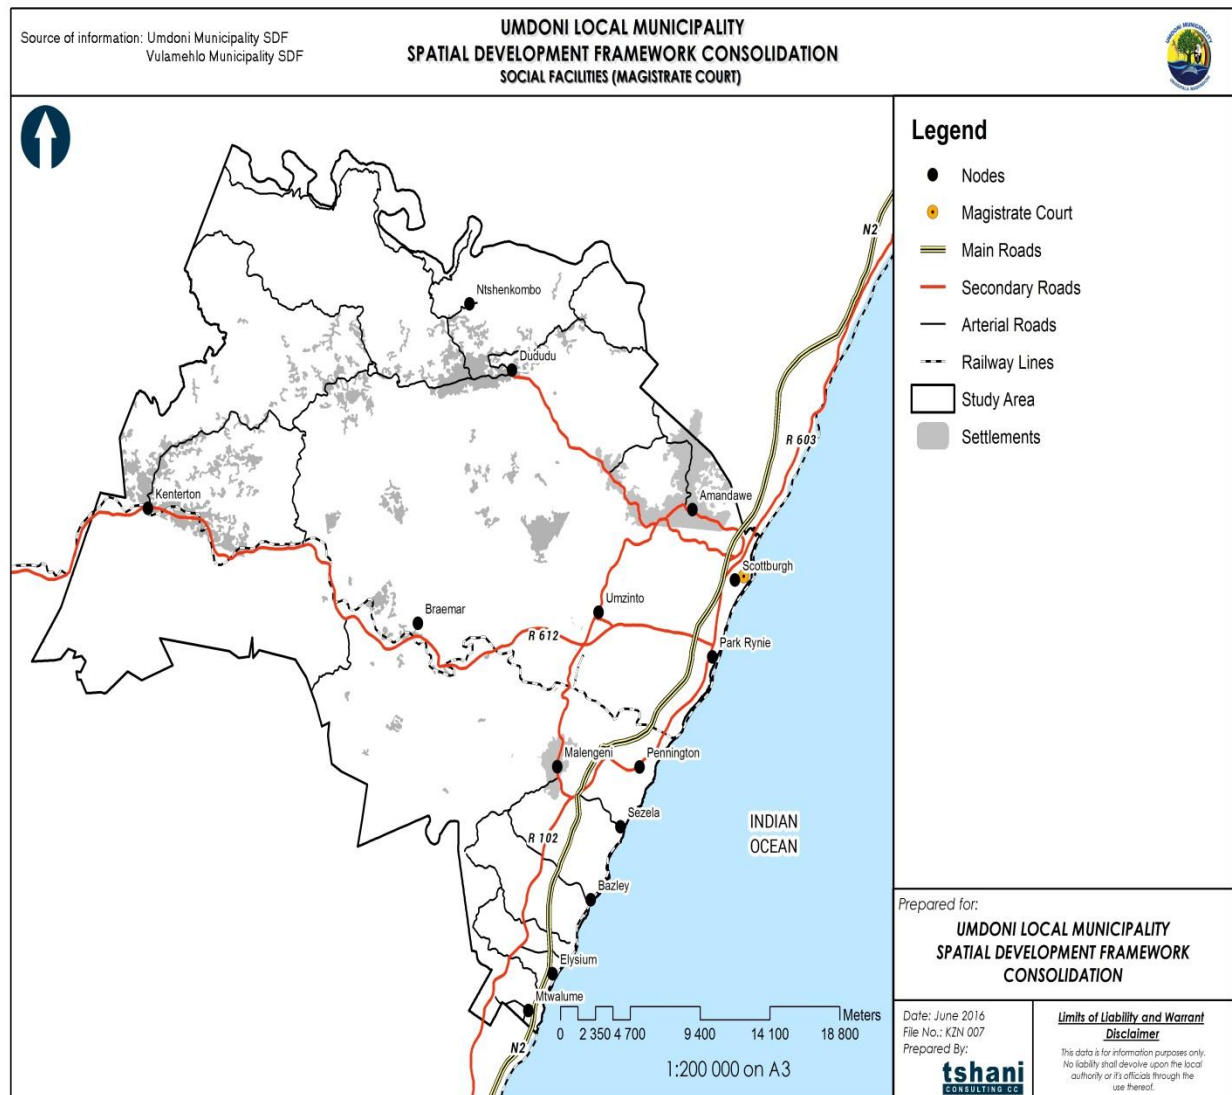 Source of information: Umdoni Municipality SDF
Vulamehlo Municipality SDF
UMDONI LOCAL MUNICIPALITY
SPATIAL DEVELOPMENT FRAMEWORK CONSOLIDATION
SOCIAL FACILITIES (MAGISTRATE COURT)
UMDONI MUNICIPALITY
UMASIPALA WASEMDONI
Legend
Nodes
Magistrate Court
Main Roads
Secondary Roads
Arterial Roads
Railway Lines
Study Area
Settlements
N2
Ntshenkombo
Dududu
R 603
Kenterton
Amandawe
Scottburgh
Umzinto
Braemar
R 612
Park Rynie
Malengeni
Pennington
Sezela
INDIAN
OCEAN
R 102
Bazley
Elysium
Mtwalume
N2
Meters
0 2 350 4 700 9 400 14 100 18 800
1:200 000 on A3
Prepared for:
UMDONI LOCAL MUNICIPALITY
SPATIAL DEVELOPMENT FRAMEWORK
CONSOLIDATION
Date: June 2016
File No.: KZN 007
Prepared By:
tshani
CONSULTING CC
Limits of Liability and Warrant
Disclaimer
This data is for information purposes only.
No liability shall devolve upon the local
authority or it's officials through the
use thereof.